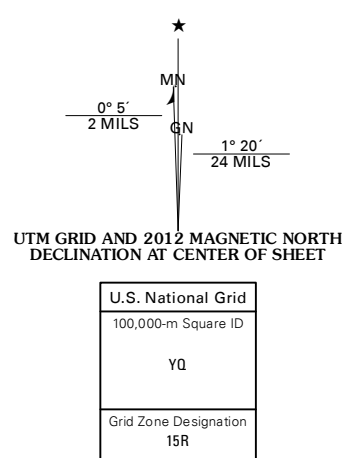 ★
MN
0° 5´
2 MILS
GN
1° 20´
24 MILS
UTM GRID AND 2012 MAGNETIC NORTH
DECLINATION AT CENTER OF SHEET
U.S. National Grid
100,000-m Square ID
YQ
Grid Zone Designation
15R